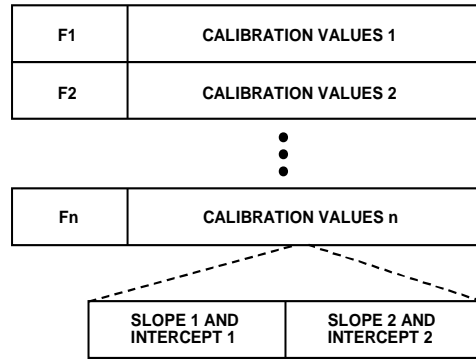 F1 CALIBRATION VALUES 1
F2 CALIBRATION VALUES 2
Fn CALIBRATION VALUES n
SLOPE 1 AND
INTERCEPT 1
SLOPE 2 AND
INTERCEPT 2